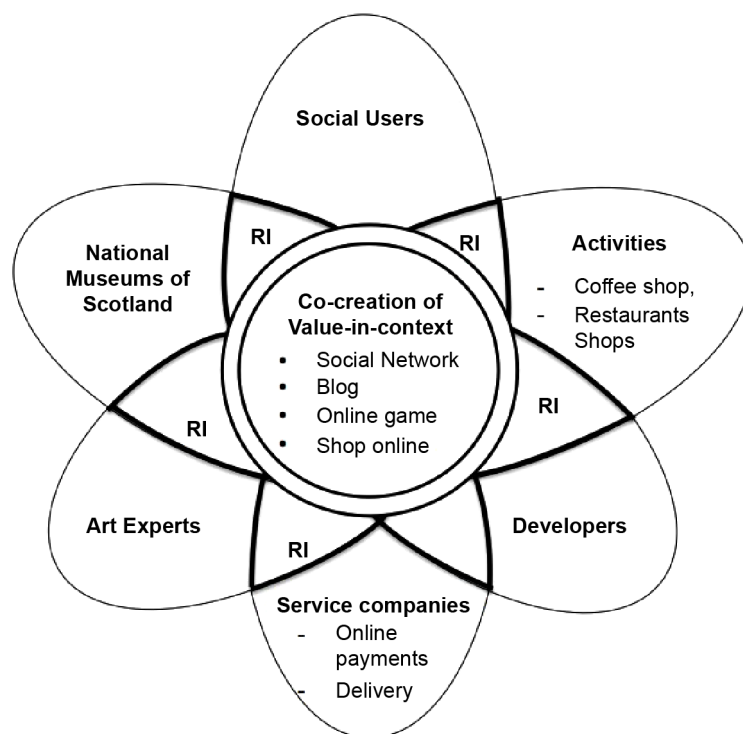 Social Users
RI
RI
National
Museums of
Scotland
Activities
- Coffee shop,
- Restaurants
Shops
Co-creation of
Value-in-context
• Social Network
• Blog
• Online game
• Shop online
RI
RI
Art Experts
Developers
RI
Service companies
- Online
payments
- Delivery